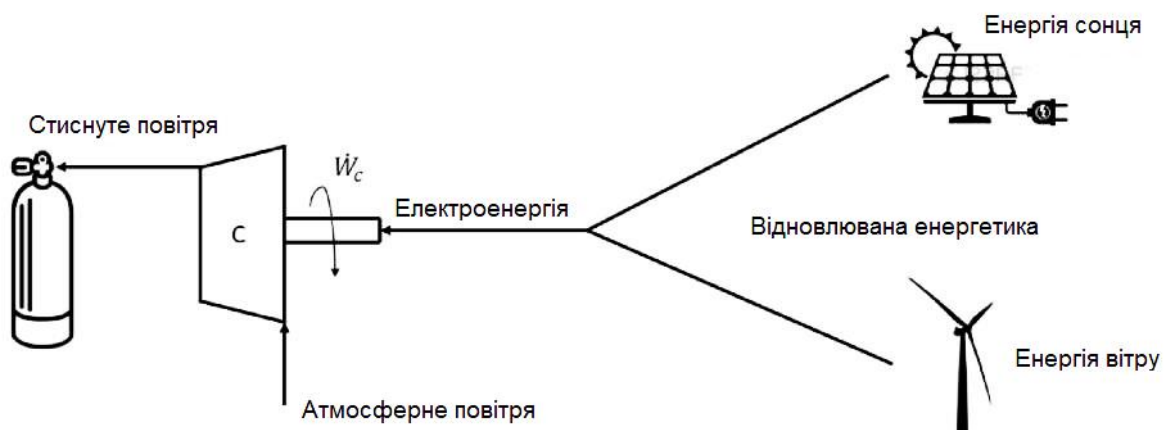 Енергія сонця
Стиснуте повітря
Ẇc
Електроенергія
C
Відновлювана енергетика
Енергія вітру
Атмосферне повітря